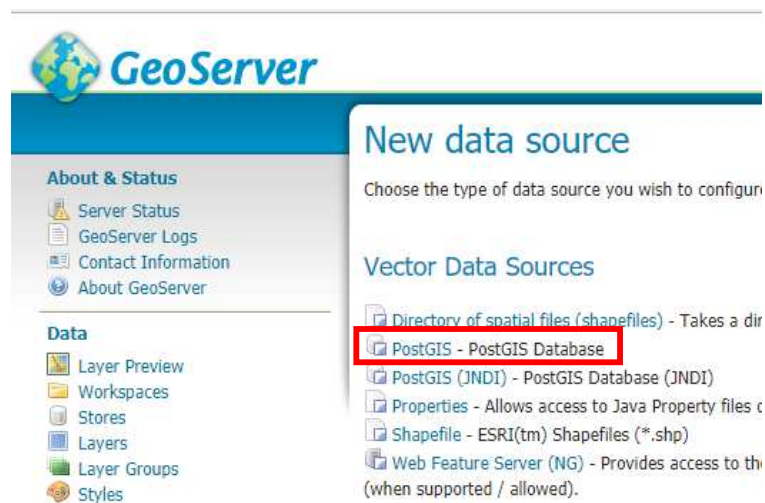 GeoServer
About & Status
Server Status
GeoServer Logs
Contact Information
About GeoServer
Data
Layer Preview
Workspaces
Stores
Layers
Layer Groups
Styles
New data source
Choose the type of data source you wish to configure
Vector Data Sources
Directory of spatial files (shapefiles) - Takes a dir
PostGIS - PostGIS Database
PostGIS (JNDI) - PostGIS Database (JNDI)
Properties - Allows access to Java Property files
Shapefile - ESRI(tm) Shapefiles (*.shp)
Web Feature Server (NG) - Provides access to the
(when supported / allowed).